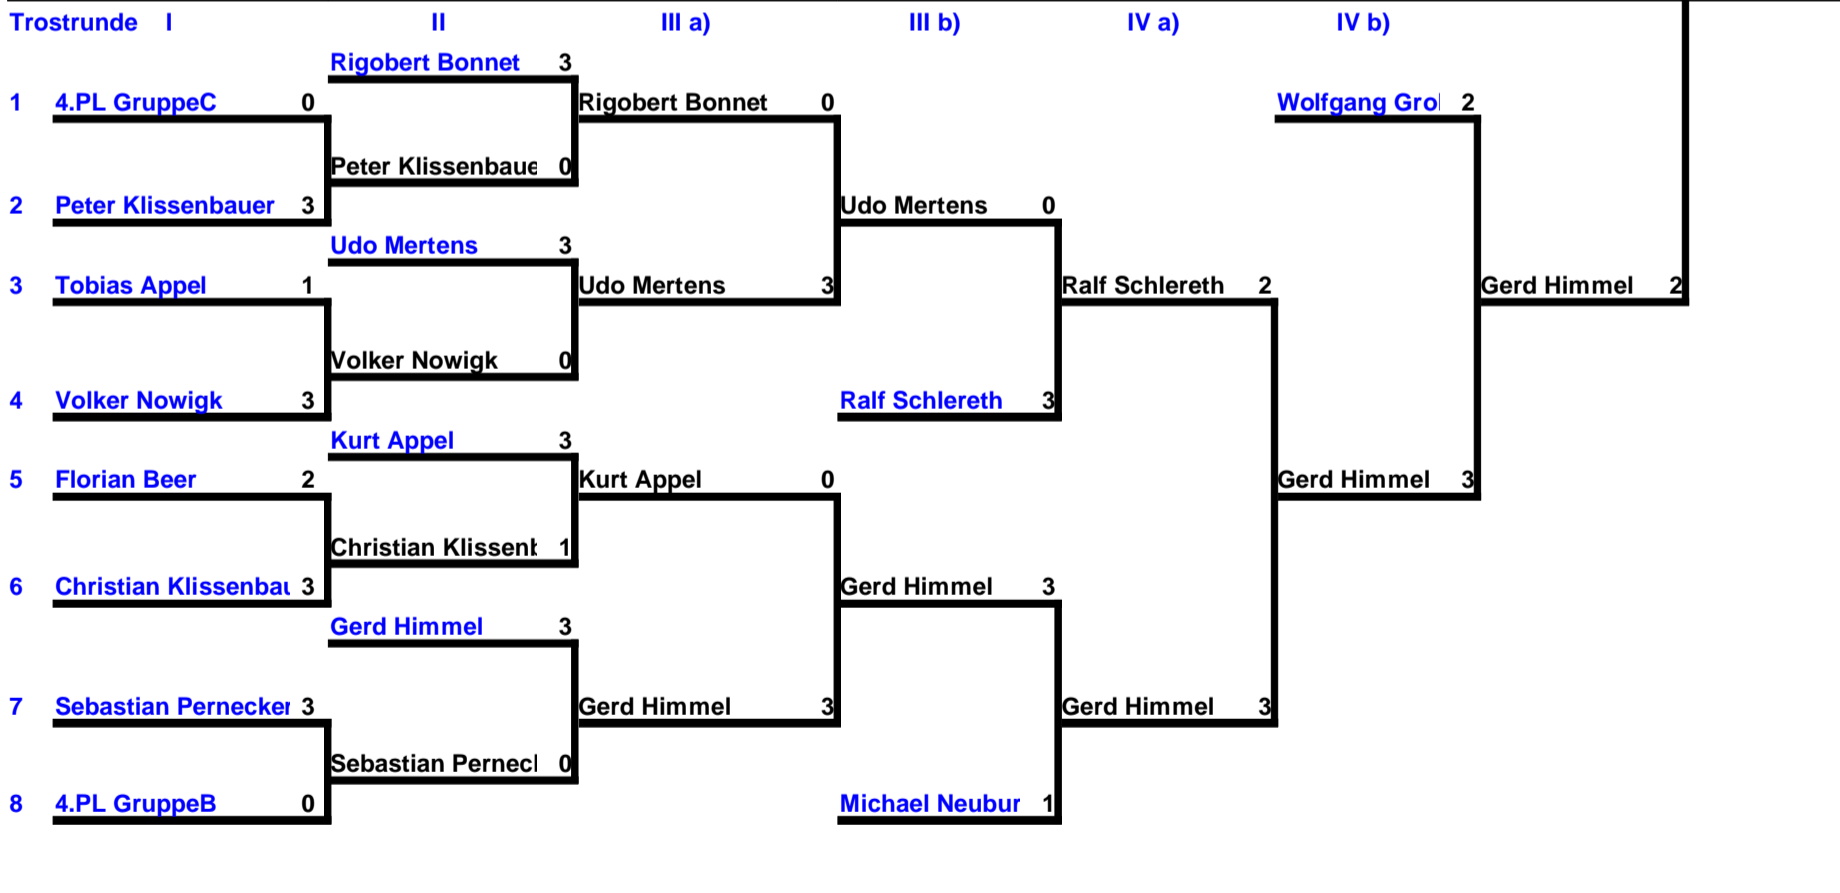 Trostrunde I II III a) III b) IV a) IV b)
Rigobert Bonnet 3
1 4.PL GruppeC 0 Rigobert Bonnet 0 Wolfgang Gro 2
Peter Klissenbaue 0
2 Peter Klissenbauer 3 Udo Mertens 0
Udo Mertens 3
3 Tobias Appel 1 Udo Mertens 3 Ralf Schlereth 2 Gerd Himmel 2
Volker Nowigk 0
4 Volker Nowigk 3 Ralf Schlereth 3
Kurt Appel 3
5 Florian Beer 2 Kurt Appel 0 Gerd Himmel 3
Christian Klissenb 1
6 Christian Klissenbau 3 Gerd Himmel 3
Gerd Himmel 3
7 Sebastian Pernecker 3 Gerd Himmel 3 Gerd Himmel 3
Sebastian Pernecl 0
8 4.PL GruppeB 0 Michael Neubur 1